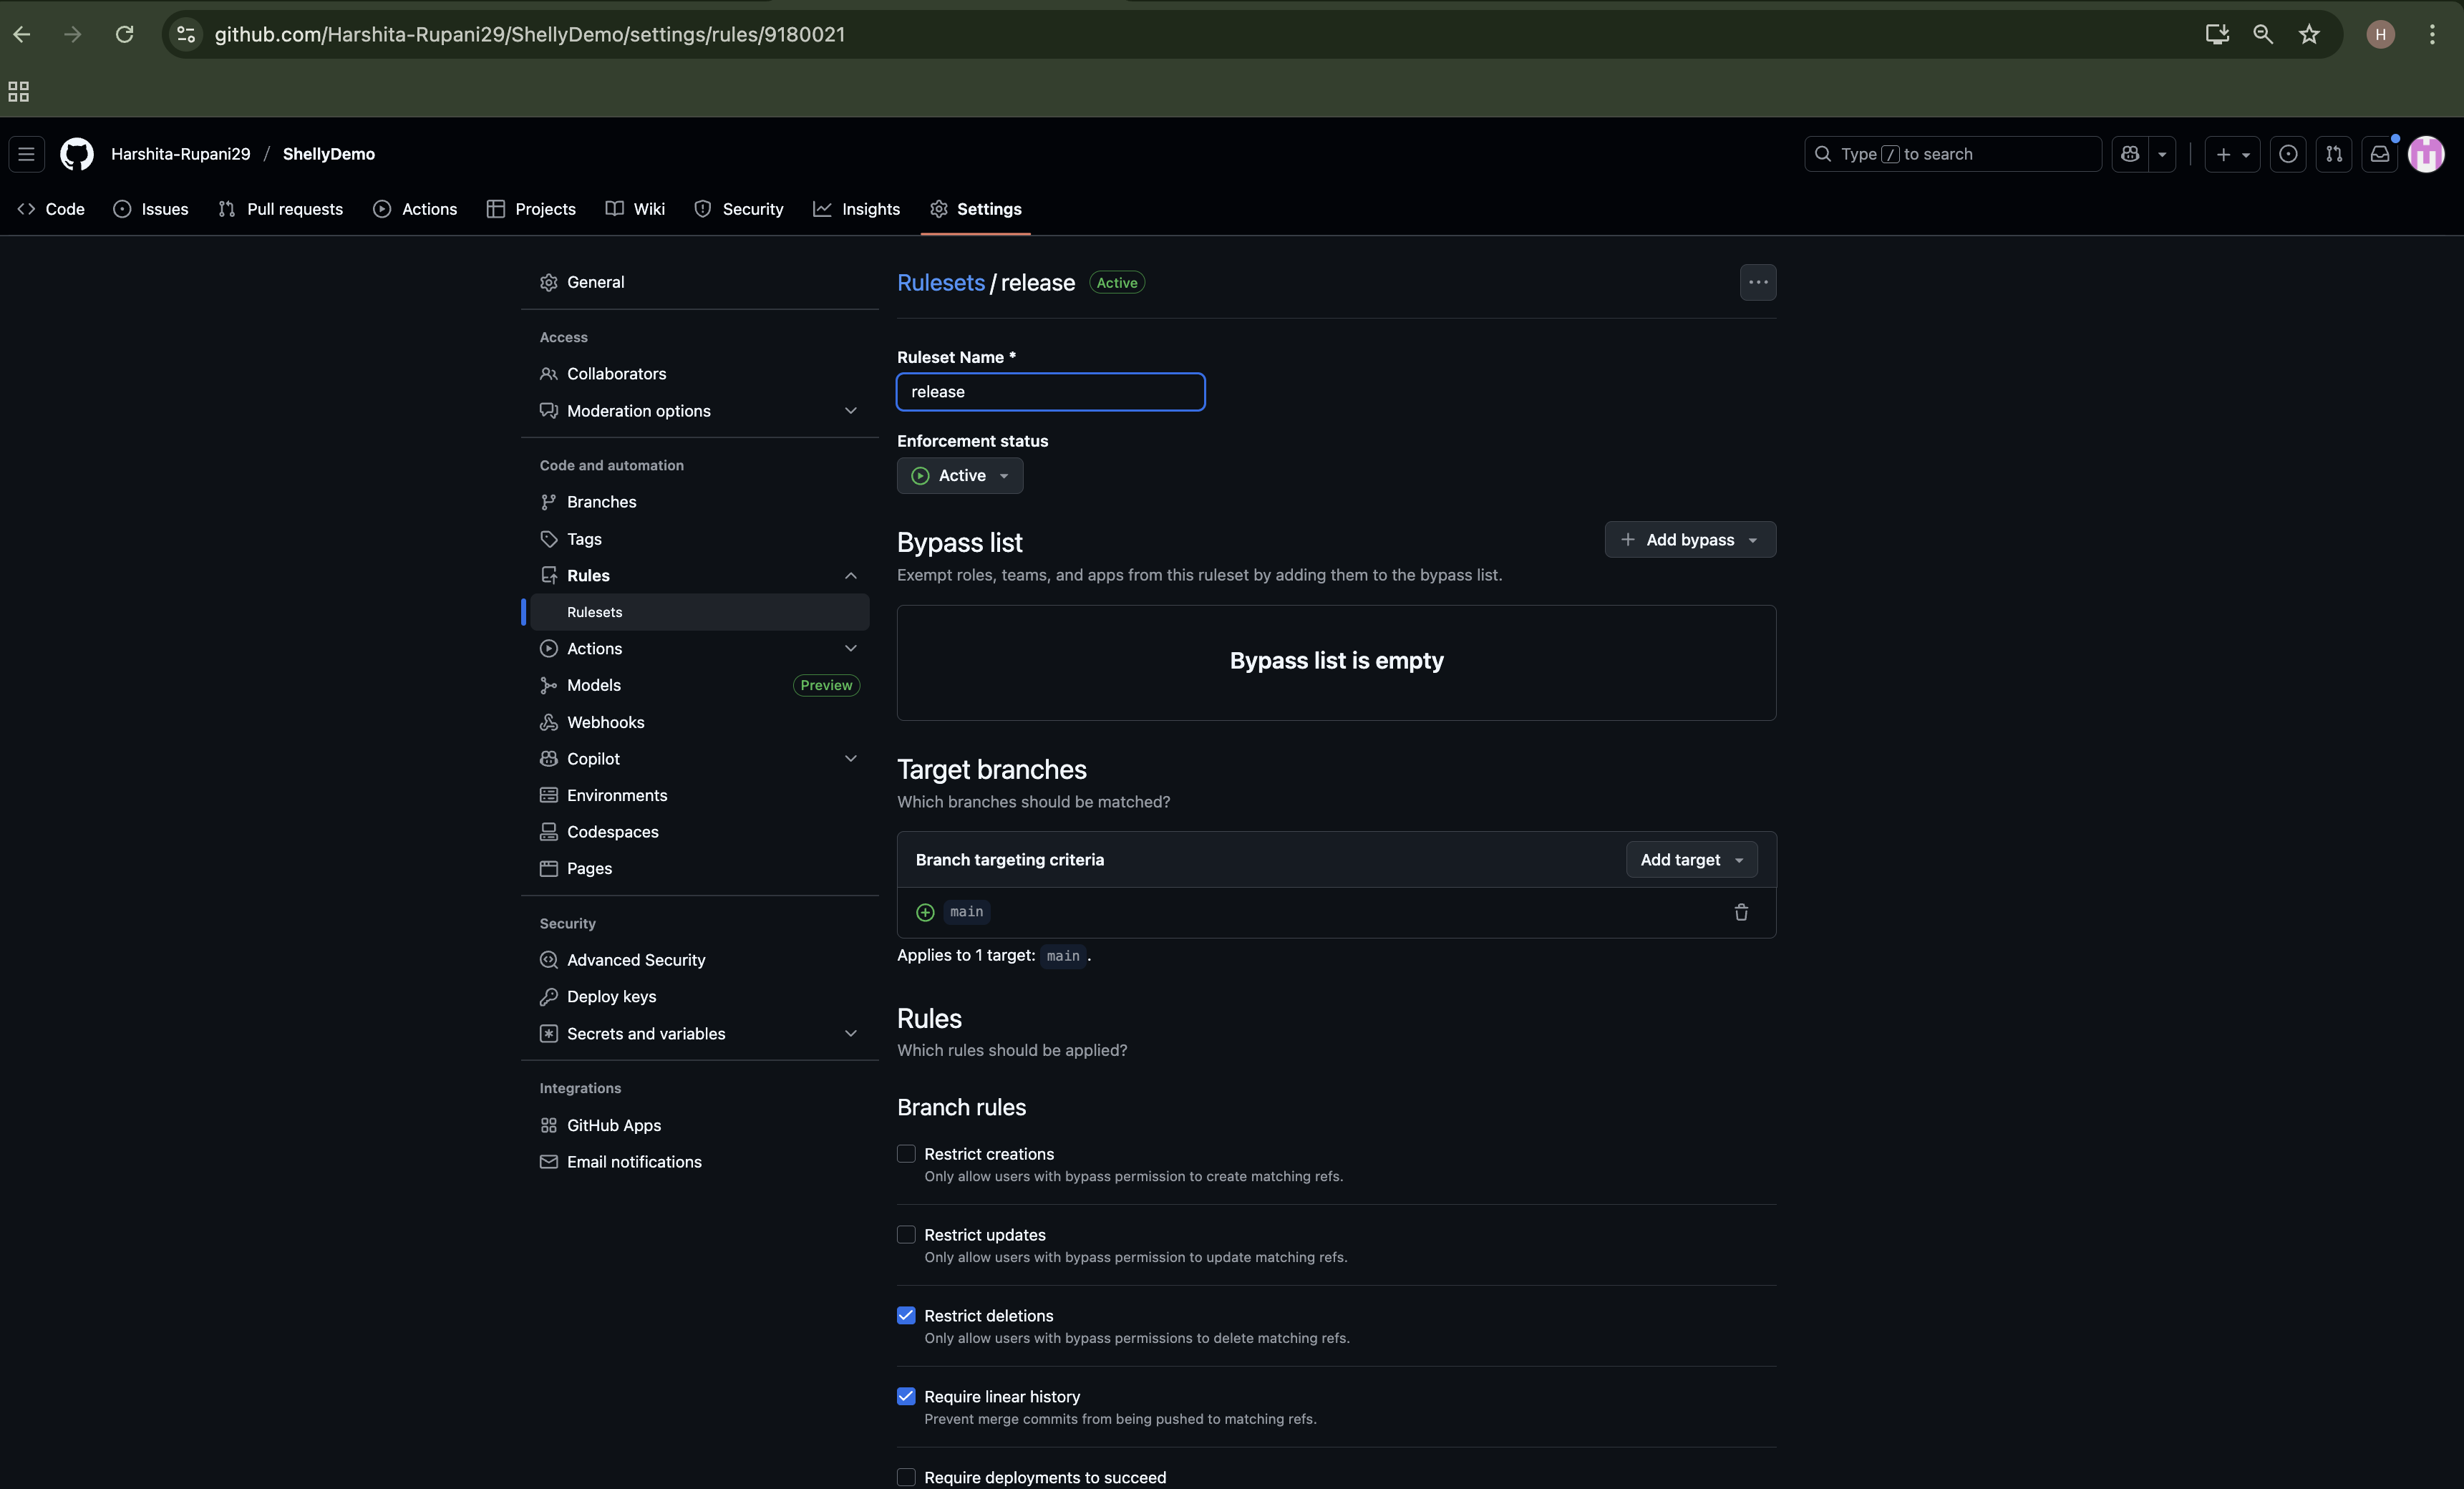 github.com/Harshita-Rupani29/ShellyDemo/settings/rules/9180021
H
Harshita-Rupani29 / ShellyDemo
Type / to search
Code
Issues
Pull requests
Actions
Projects
Wiki
Security
Insights
Settings
General
Access
Collaborators
Moderation options
Code and automation
Branches
Tags
Rules
Rulesets
Actions
Models
Preview
Webhooks
Copilot
Environments
Codespaces
Pages
Security
Advanced Security
Deploy keys
Secrets and variables
Integrations
GitHub Apps
Email notifications
Rulesets / release Active
Ruleset Name *
release
Enforcement status
Active
Bypass list
Add bypass
Exempt roles, teams, and apps from this ruleset by adding them to the bypass list.
Bypass list is empty
Target branches
Which branches should be matched?
Branch targeting criteria
Add target
main
Applies to 1 target: main .
Rules
Which rules should be applied?
Branch rules
Restrict creations
Only allow users with bypass permission to create matching refs.
Restrict updates
Only allow users with bypass permission to update matching refs.
Restrict deletions
Only allow users with bypass permissions to delete matching refs.
Require linear history
Prevent merge commits from being pushed to matching refs.
Require deployments to succeed